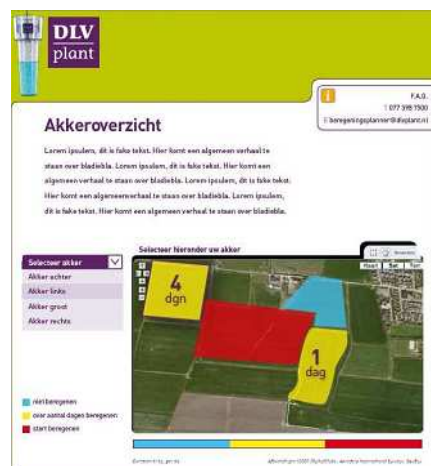 DLV
plant
F.A.Q.
T 077 398 7500
E beregeningsplanner@dlvplant.nl
Akkeroverzicht
Lorem ipsulem, dit is fake tekst. Hier komt een algemeen verhaal te
staan over bladiebla. Lorem ipsulem, dit is fake tekst. Hier komt een
algemeen verhaal te staan over bladiebla. Lorem ipsulem, dit is fake tekst.
Hier komt een algemeen verhaal te staan over bladiebla. Lorem ipsulem,
dit is fake tekst. Hier komt een algemeen verhaal te staan over bladiebla.
Selecteer hieronder uw akker
Selecteer akker
Akker achter
Akker links
Akker groot
Akker rechts
Kaart Sat Ter
4
dgn
1
dag
niet beregenen
over aantal dagen beregenen
start beregenen